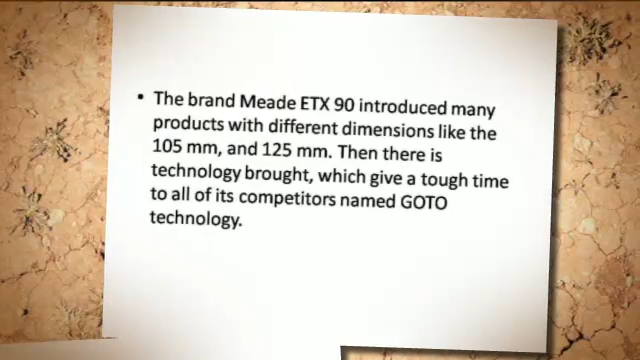 • The brand Meade ETX 90 introduced many
products with different dimensions like the
105 mm, and 125 mm. Then there is
technology brought, which give a tough time
to all of its competitors named GOTO
technology.